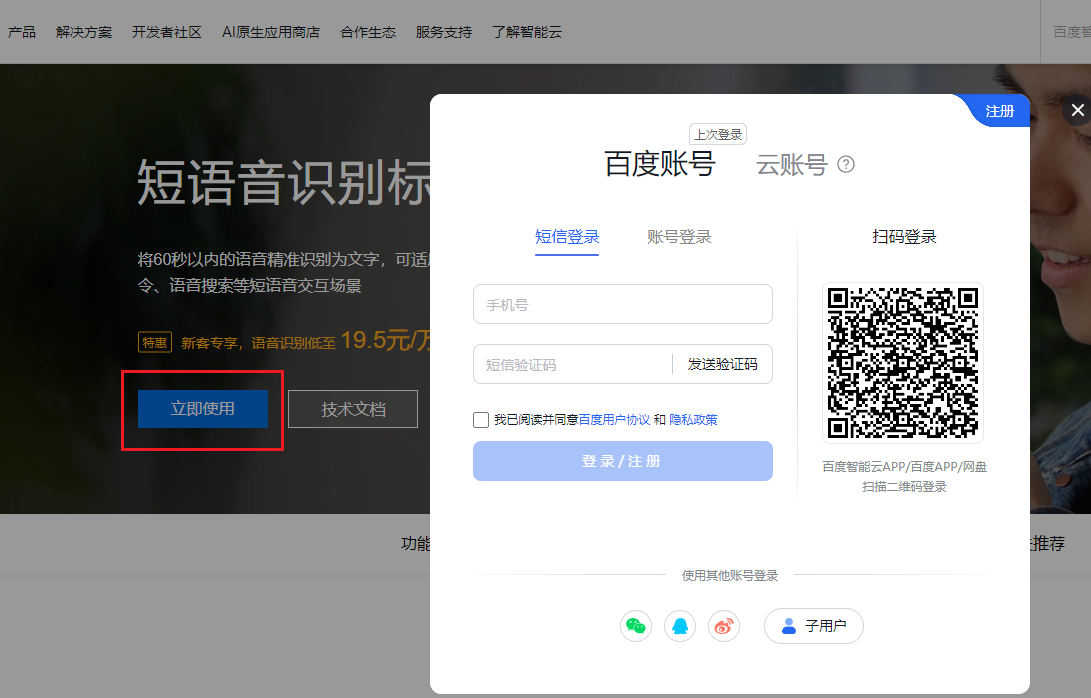 产品 解决方案 开发者社区 AI原生应用商店 合作生态 服务支持 了解智能云
百度智
短语音识别标
将60秒以内的语音精准识别为文字，可适
令、语音搜索等短语音交互场景
特惠 新客专享，语音识别低至 19.5元/万
立即使用 技术文档
功能
推荐
注册
上次登录
百度账号 云账号
短信登录 账号登录
手机号
短信验证码 发送验证码
我已阅读并同意百度用户协议 和 隐私政策
登录/注册
扫码登录
百度智能云APP/百度APP/网盘
扫描二维码登录
使用其他账号登录
子用户